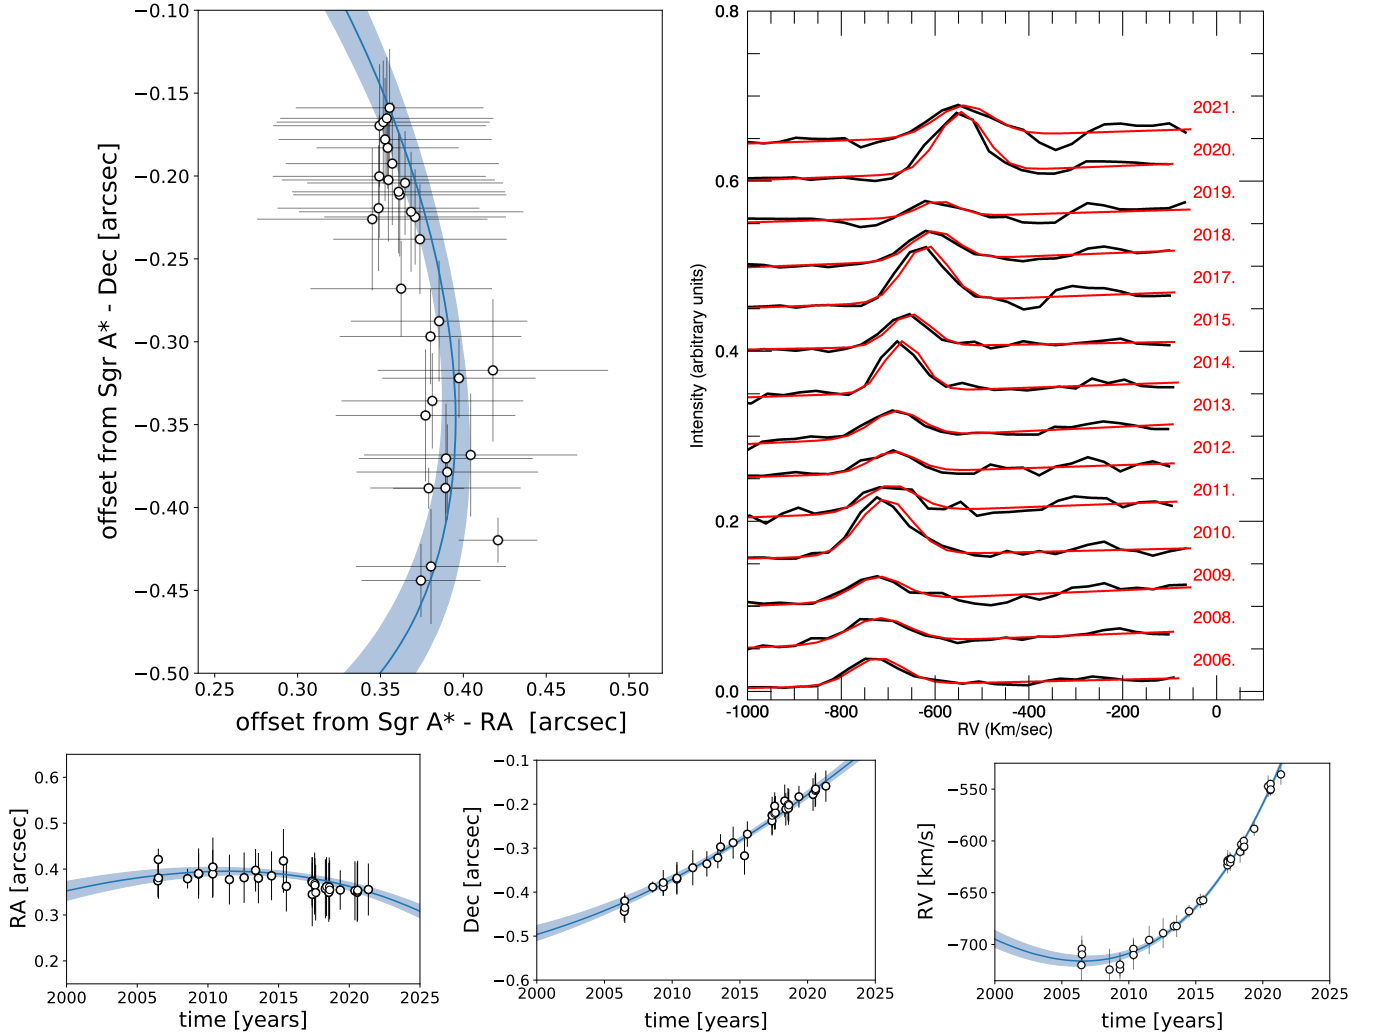 −0.10
−0.15
−0.20
−0.25
−0.30
−0.35
−0.40
−0.45
−0.50
offset from Sgr A* - Dec [arcsec]
0.25 0.30 0.35 0.40 0.45 0.50
offset from Sgr A* - RA [arcsec]
0.8
0.6
0.4
0.2
0.0
Intensity (arbitrary units)
2021.
2020.
2019.
2018.
2017.
2015.
2014.
2013.
2012.
2011.
2010.
2009.
2008.
2006.
-1000 -800 -600 -400 -200 0
RV (Km/sec)
0.6
0.5
0.4
0.3
0.2
RA [arcsec]
2000 2005 2010 2015 2020 2025
time [years]
−0.1
−0.2
−0.3
−0.4
−0.5
−0.6
Dec [arcsec]
2000 2005 2010 2015 2020 2025
time [years]
−550
−600
−650
−700
RV [km/s]
2000 2005 2010 2015 2020 2025
time [years]